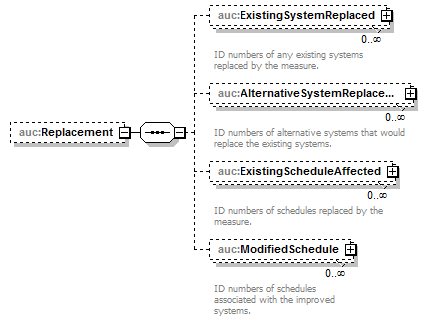 auc:ExistingSystemReplaced
0..∞
ID numbers of any existing systems
replaced by the measure.
auc:AlternativeSystemReplace...
0..∞
ID numbers of alternative systems that would
replace the existing systems.
auc:Replacement
auc:ExistingScheduleAffected
0..∞
ID numbers of schedules replaced by the
measure.
auc:ModifiedSchedule
0..∞
ID numbers of schedules
associated with the improved
systems.